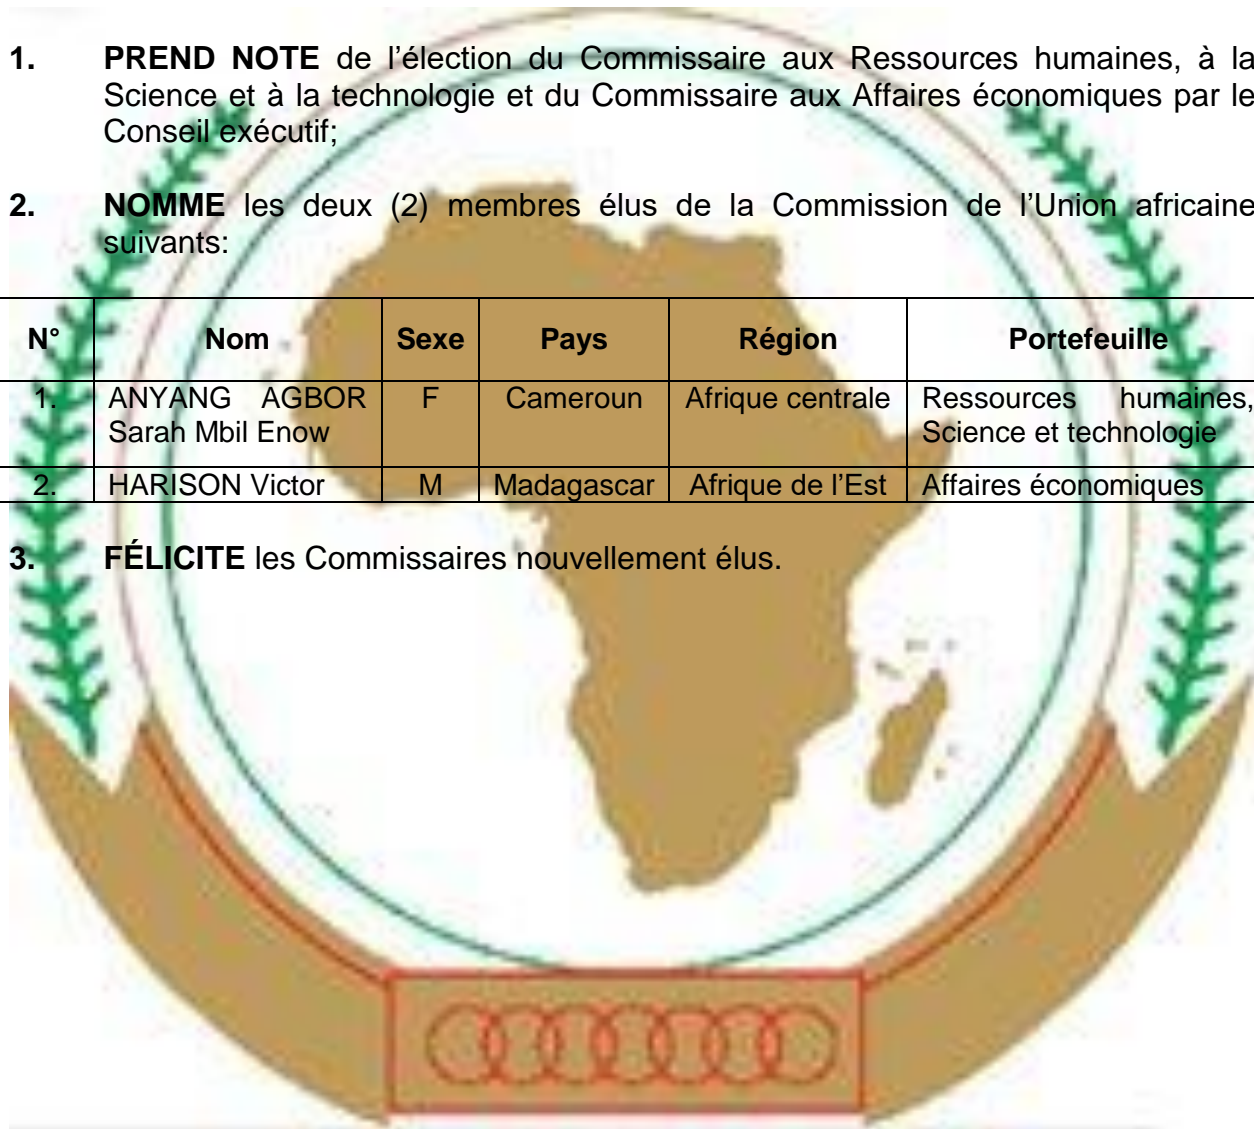 1. PREND NOTE de l’élection du Commissaire aux Ressources humaines, à la
Science et à la technologie et du Commissaire aux Affaires économiques par le
Conseil exécutif;
2. NOMME les deux (2) membres élus de la Commission de l’Union africaine
suivants:
N° Nom Sexe Pays Région Portefeuille
1. ANYANG AGBOR F Cameroun Afrique centrale Ressources humaines,
Sarah Mbil Enow Science et technologie
2. HARISON Victor M Madagascar Afrique de l’Est Affaires économiques
3. FÉLICITE les Commissaires nouvellement élus.